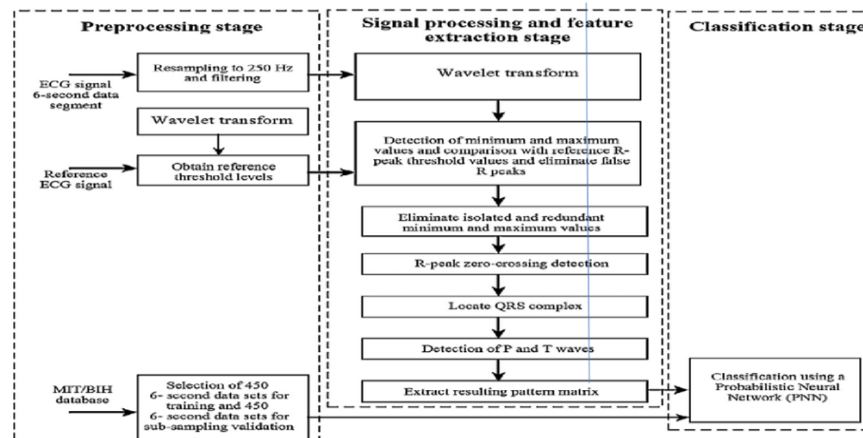 Preprocessing stage
Resampling to 250 Hz
and filtering
ECG signal
6-second data
segment
Wavelet transform
Obtain reference
threshold levels
Reference
ECG signal
MIT/BIH
database
Selection of 450
6- second data sets for
training and 450
6- second data sets for
sub-sampling validation
Signal processing and feature
extraction stage
Wavelet transform
Detection of minimum and maximum
values and comparison with reference R-
peak threshold values and eliminate false
R peaks
Eliminate isolated and redundant
minimum and maximum values
R-peak zero-crossing detection
Locate QRS complex
Detection of P and T waves
Extract resulting pattern matrix
Classification stage
Classification using a
Probabilistic Neural
Network (PNN)